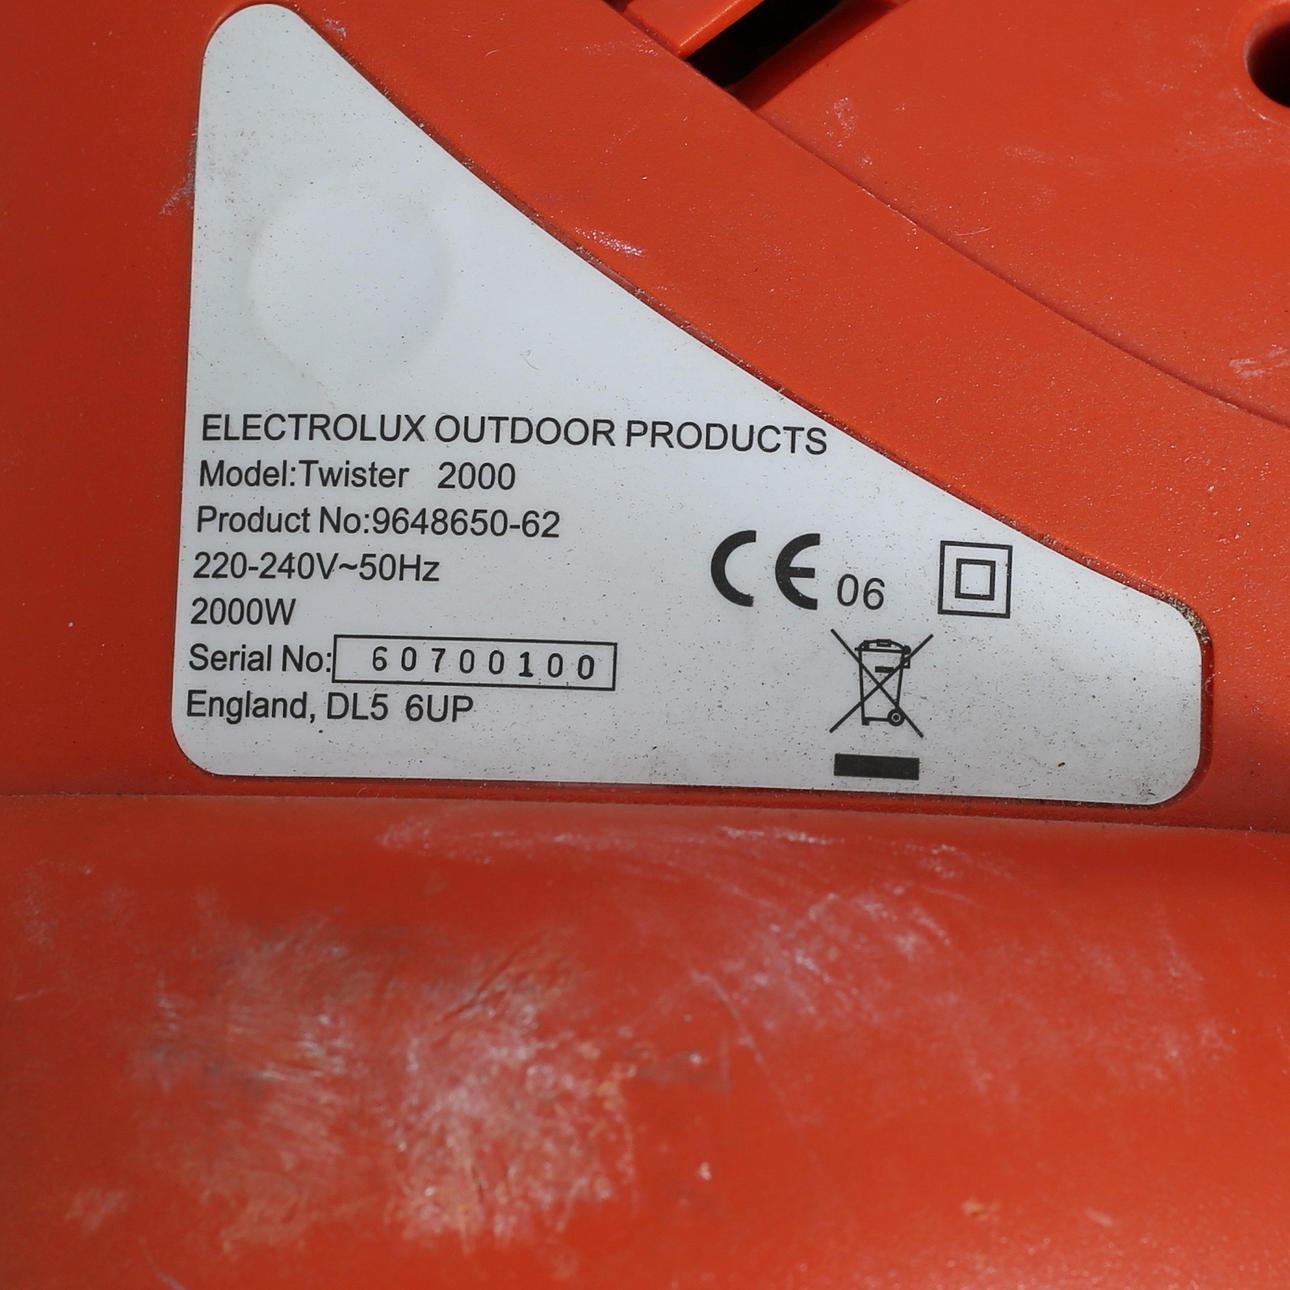 ELECTROLUX OUTDOOR PRODUCTS
Model:Twister 2000
Product No:9648650-62
220-240V~50Hz
2000W
Serial No: 60700100
England, DL5 6UP
CE 06